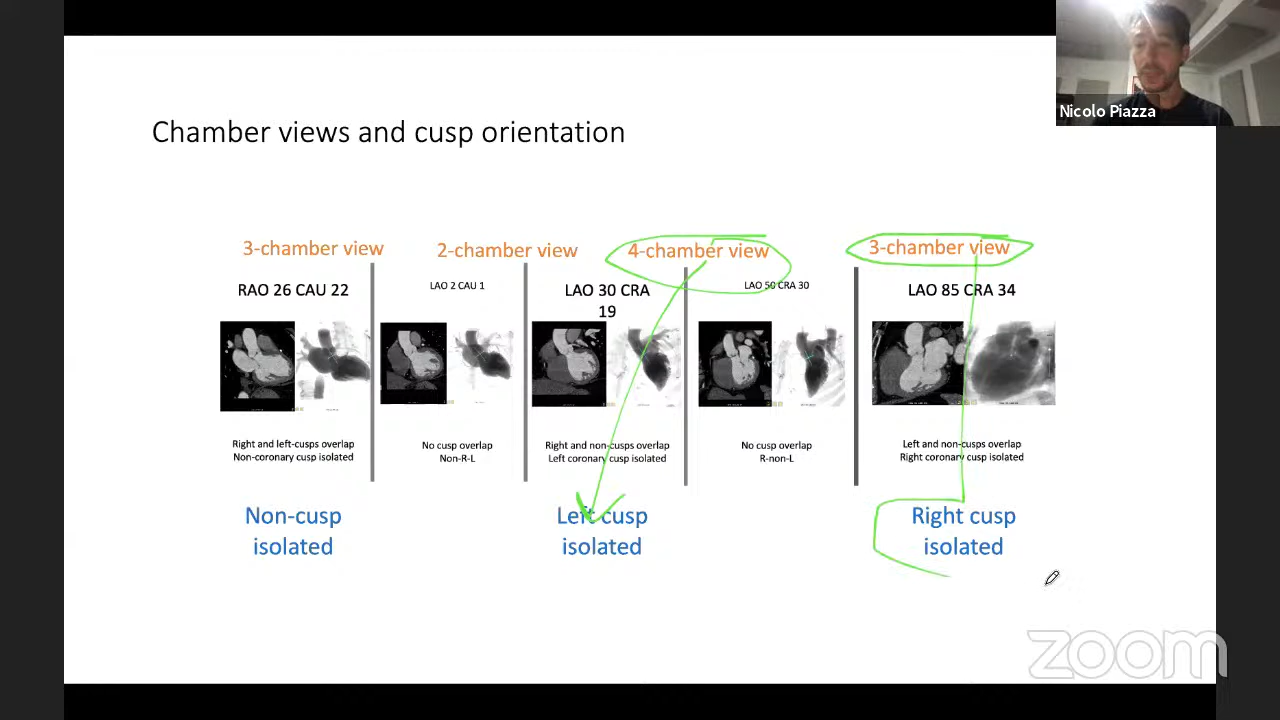 Nicolo Piazza
Chamber views and cusp orientation
3-chamber view
2-chamber view
4-chamber view
3-chamber view
RAO 26 CAU 22
LAO 2 CAU 1
LAO 30 CRA
19
LAO 50 CRA 30
LAO 85 CRA 34
Right and left-cusps overlap
Non-coronary cusp isolated
No cusp overlap
Non-R-L
Right and non-cusps overlap
Left coronary cusp isolated
No cusp overlap
R-non-L
Left and non-cusps overlap
Right coronary cusp isolated
Non-cusp
isolated
Left cusp
isolated
Right cusp
isolated
zoom